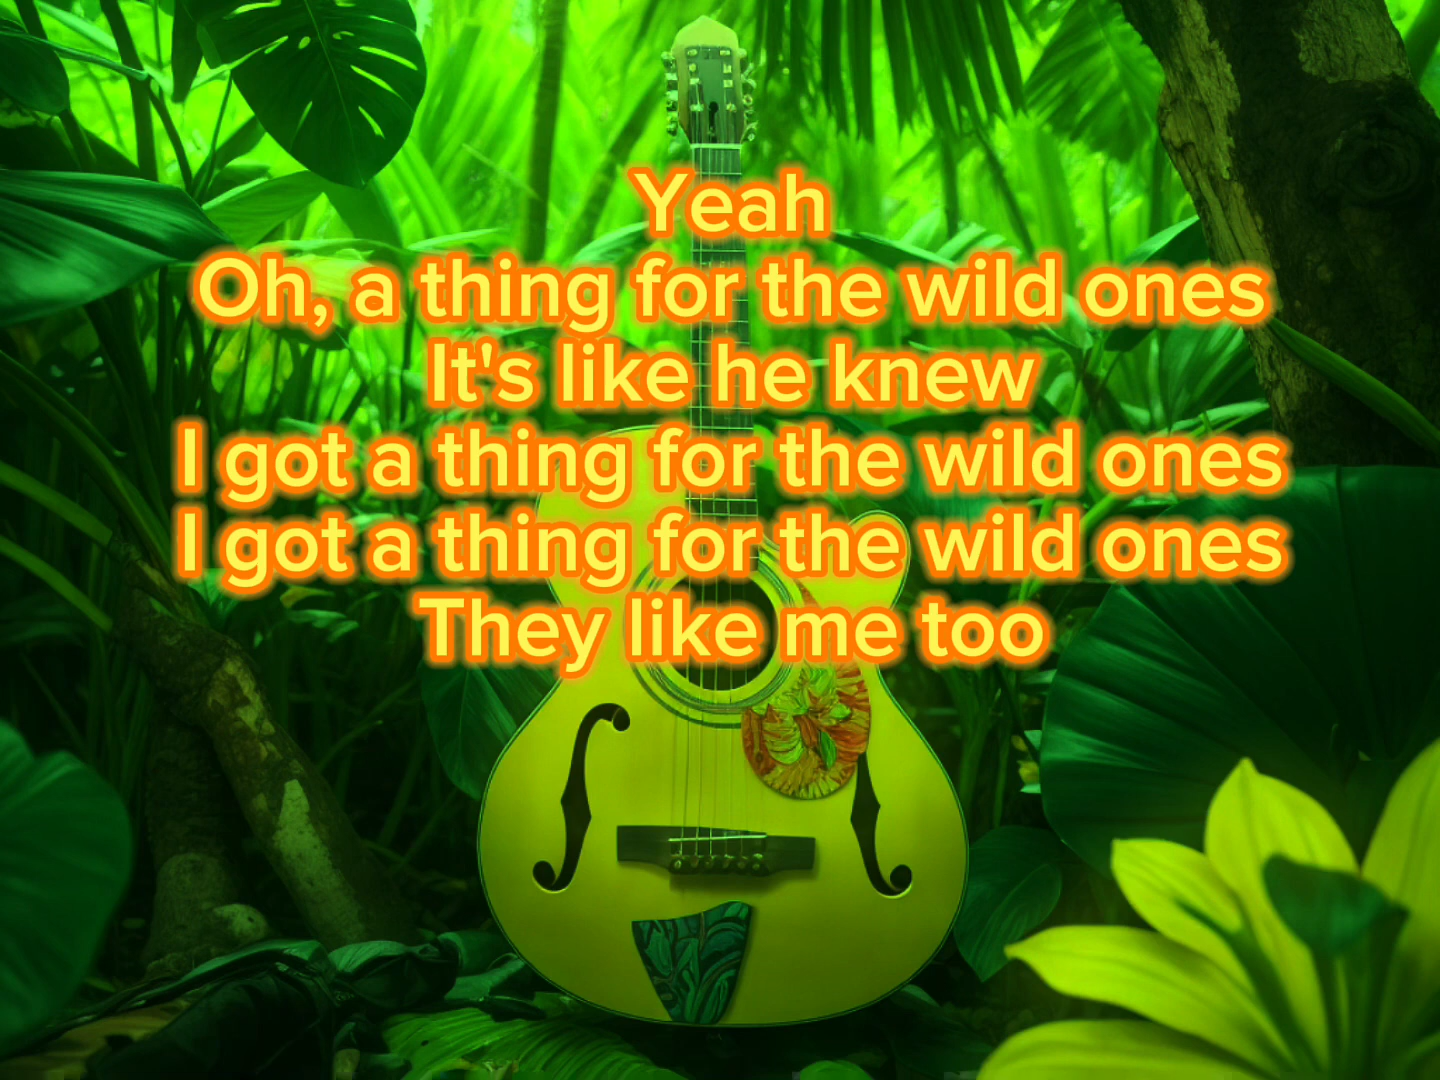 Yeah
Oh, a thing for the wild ones
It's like he knew
I got a thing for the wild ones
I got a thing for the wild ones
They like me too